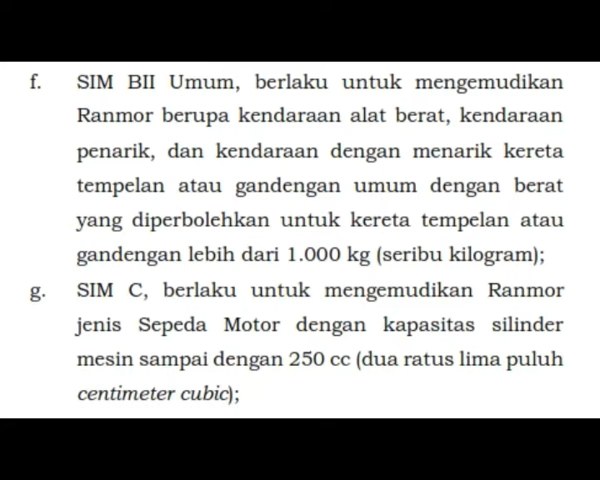 f. SIM BII Umum, berlaku untuk mengemudikan
Ranmor berupa kendaraan alat berat, kendaraan
penarik, dan kendaraan dengan menarik kereta
tempelan atau gandengan umum dengan berat
yang diperbolehkan untuk kereta tempelan atau
gandengan lebih dari 1.000 kg (seribu kilogram);
g. SIM C, berlaku untuk mengemudikan Ranmor
jenis Sepeda Motor dengan kapasitas silinder
mesin sampai dengan 250 cc (dua ratus lima puluh
centimeter cubic);